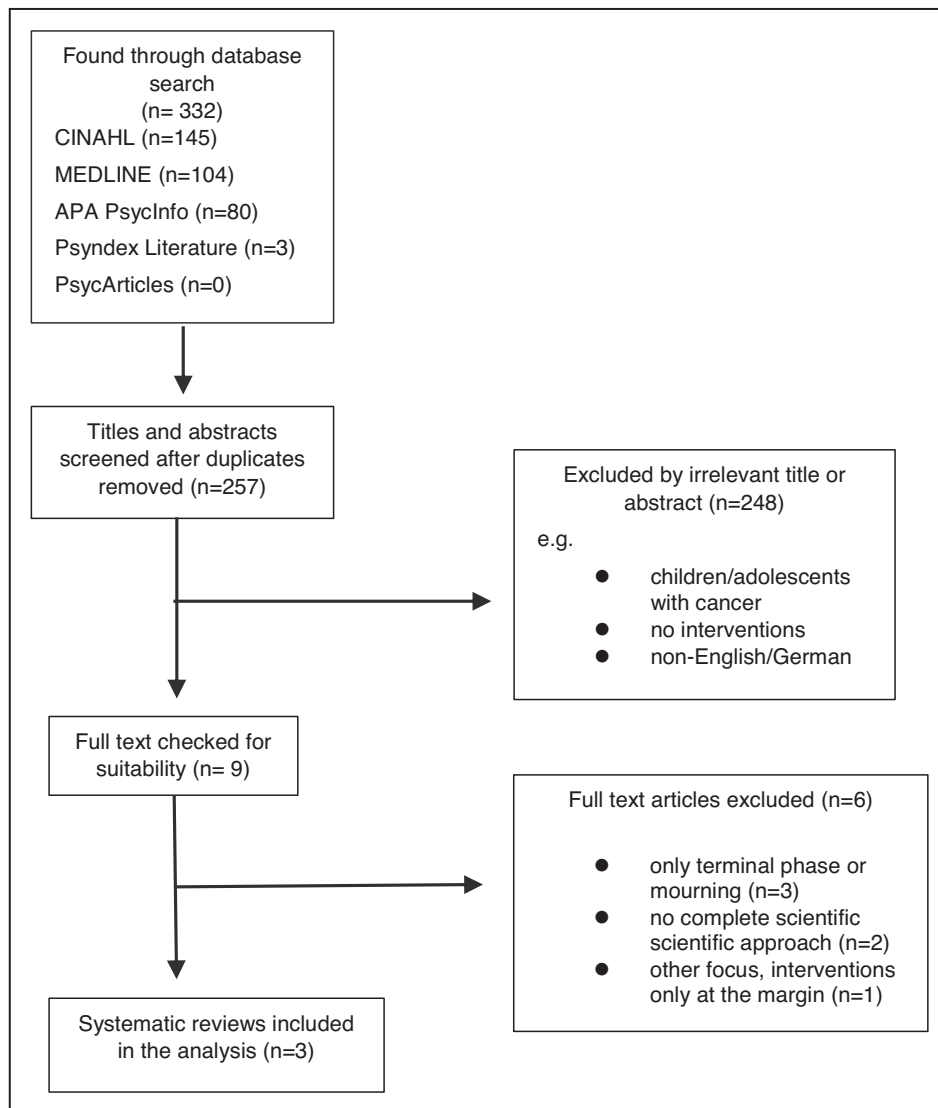 Found through database
search
(n= 332)
CINAHL (n=145)
MEDLINE (n=104)
APA PsycInfo (n=80)
Psyndex Literature (n=3)
PsycArticles (n=0)
Titles and abstracts
screened after duplicates
removed (n=257)
Excluded by irrelevant title or
abstract (n=248)
e.g.
● children/adolescents
with cancer
● no interventions
● non-English/German
Full text checked for
suitability (n= 9)
Full text articles excluded (n=6)
● only terminal phase or
mourning (n=3)
● no complete scientific
scientific approach (n=2)
● other focus, interventions
only at the margin (n=1)
Systematic reviews included
in the analysis (n=3)